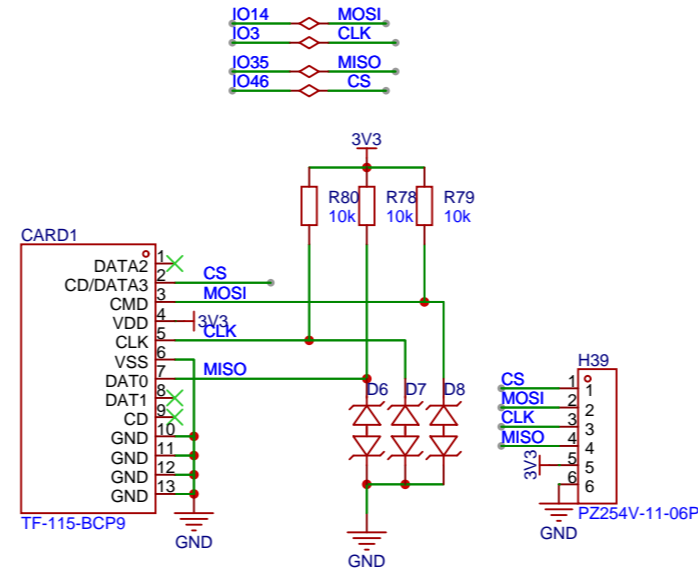 IO14 MOSI
IO3 CLK
IO35 MISO
IO46 CS
3V3
R80 R78 R79
10k 10k 10k
CARD1
DATA2 1
CD/DATA3 2 CS
CMD 3 MOSI
VDD 4 3V3
CLK 5 CLK
VSS 6
DAT0 7 MISO
DAT1 8
CD 9
GND 10
GND 11
GND 12
GND 13
TF-115-BCP9
GND
D6 D7 D8
GND
H39
CS 1 1
MOSI 2 2
CLK 3 3
MISO 4 4
3V3 5 5
6 6
PZ254V-11-06P
GND